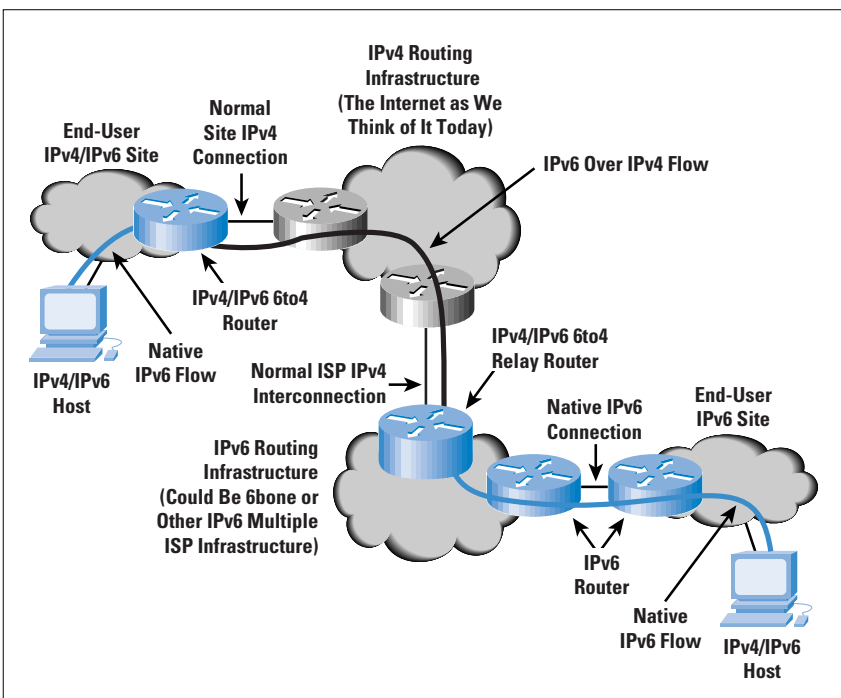 IPv4 Routing
Infrastructure
(The Internet as We
Think of It Today)
Normal
Site IPv4
Connection
End-User
IPv4/IPv6 Site
IPv6 Over IPv4 Flow
IPv4/IPv6 6to4
Router
Native
IPv6 Flow
IPv4/IPv6
Host
Normal ISP IPv4
Interconnection
IPv4/IPv6 6to4
Relay Router
Native IPv6
Connection
End-User
IPv6 Site
IPv6 Routing
Infrastructure
(Could Be 6bone or
Other IPv6 Multiple
ISP Infrastructure)
IPv6
Router
Native
IPv6 Flow
IPv4/IPv6
Host